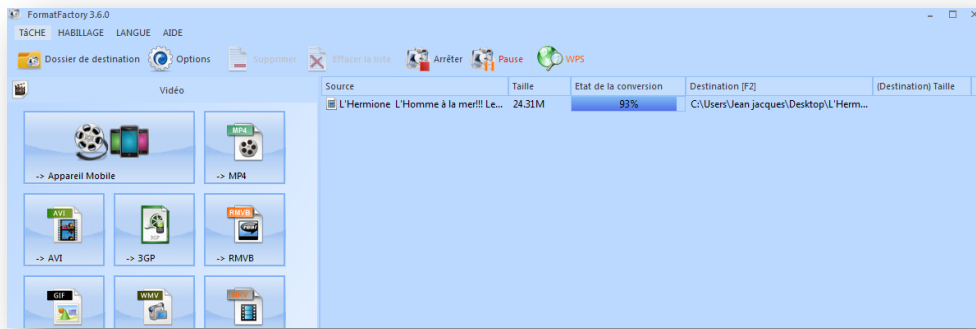 FormatFactory 3.6.0
TâCHE HABILLAGE LANGUE AIDE
Dossier de destination Options Supprimer Effacer la liste Arrêter Pause WPS
Vidéo
Source Taille Etat de la conversion Destination [F2] (Destination) Taille
L'Hermione L'Homme à la mer!!! Le... 24.31M 93% C:\Users\Jean jacques\Desktop\L'Herm...
MP4
-> Appareil Mobile -> MP4
AVI 3GP RMVB
real
-> AVI -> 3GP -> RMVB
GIF WMV MKV